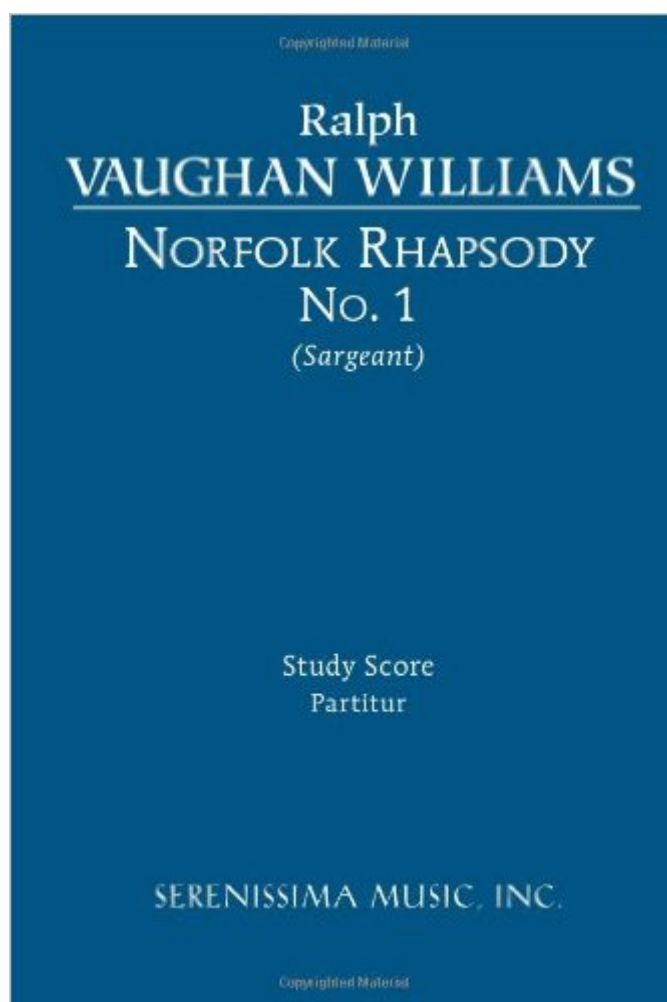 Copyrighted Material
Ralph
VAUGHAN WILLIAMS
NORFOLK RHAPSODY
NO. 1
(Sargeant)
Study Score
Partitur
SERENISSIMA MUSIC, INC.
Copyrighted Material